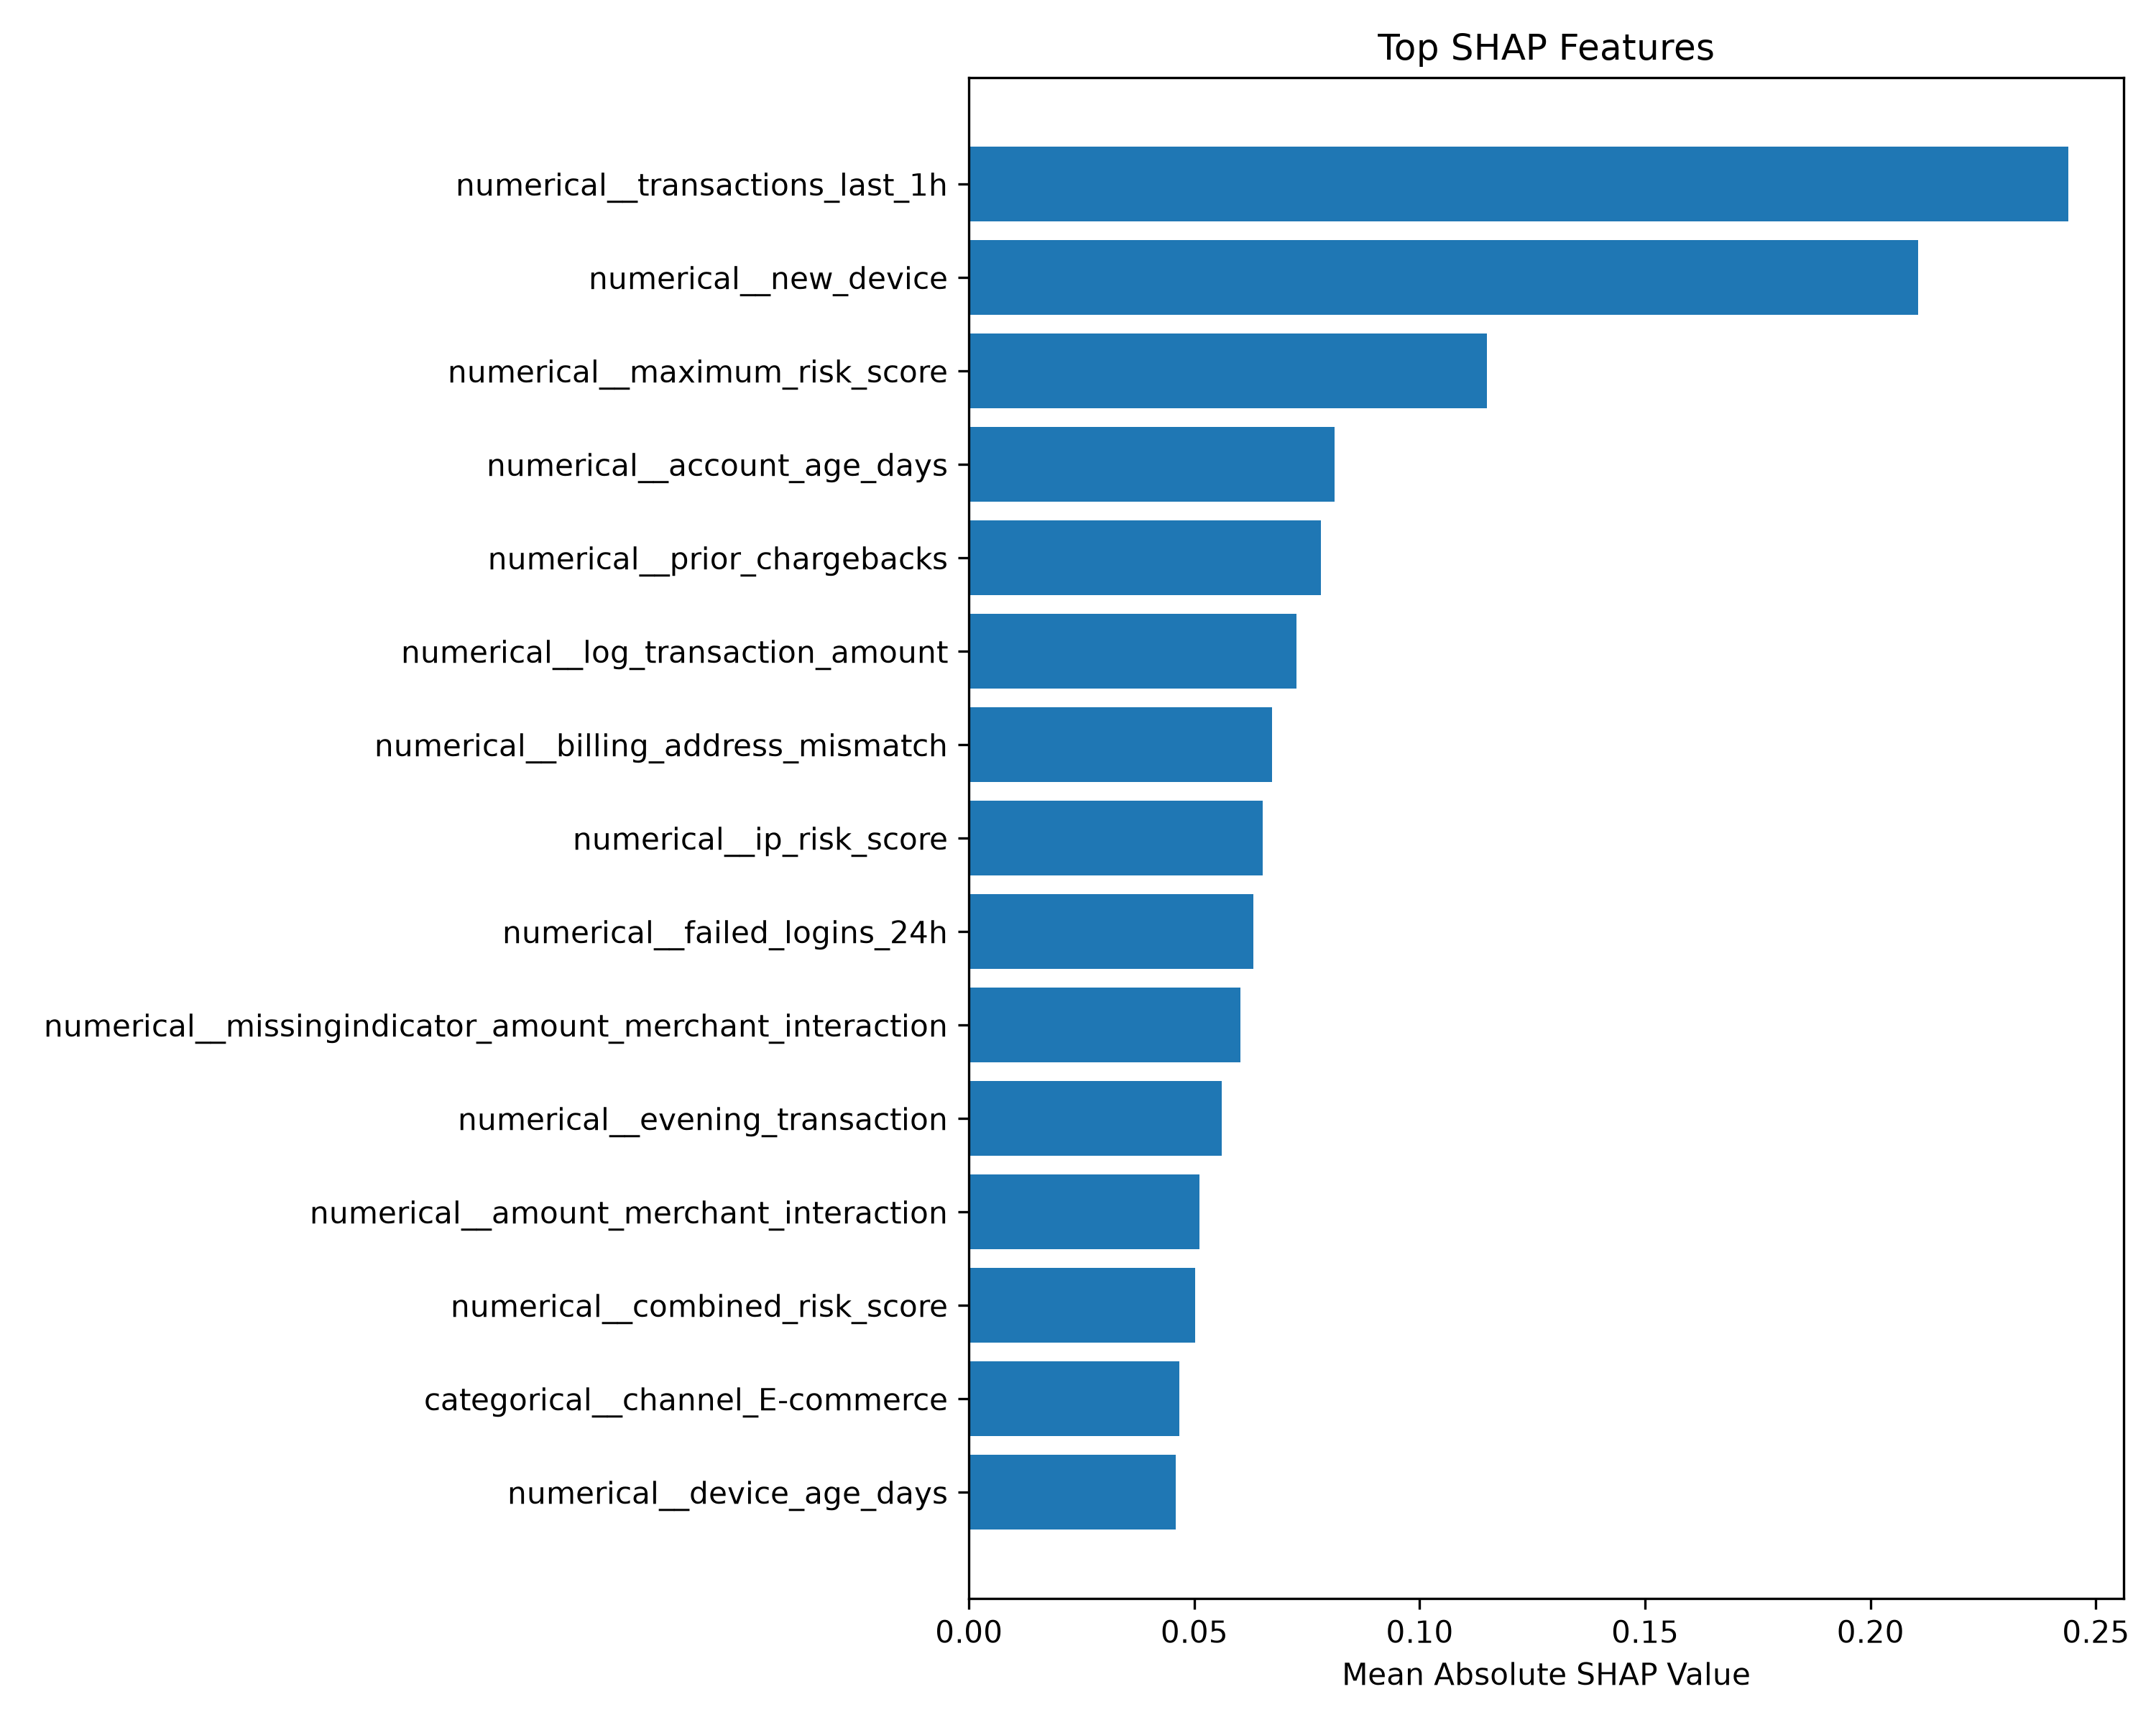 Top SHAP Features
numerical__transactions_last_1h
numerical__new_device
numerical__maximum_risk_score
numerical__account_age_days
numerical__prior_chargebacks
numerical__log_transaction_amount
numerical__billing_address_mismatch
numerical__ip_risk_score
numerical__failed_logins_24h
numerical__missingindicator_amount_merchant_interaction
numerical__evening_transaction
numerical__amount_merchant_interaction
numerical__combined_risk_score
categorical__channel_E-commerce
numerical__device_age_days
0.00 0.05 0.10 0.15 0.20 0.25
Mean Absolute SHAP Value